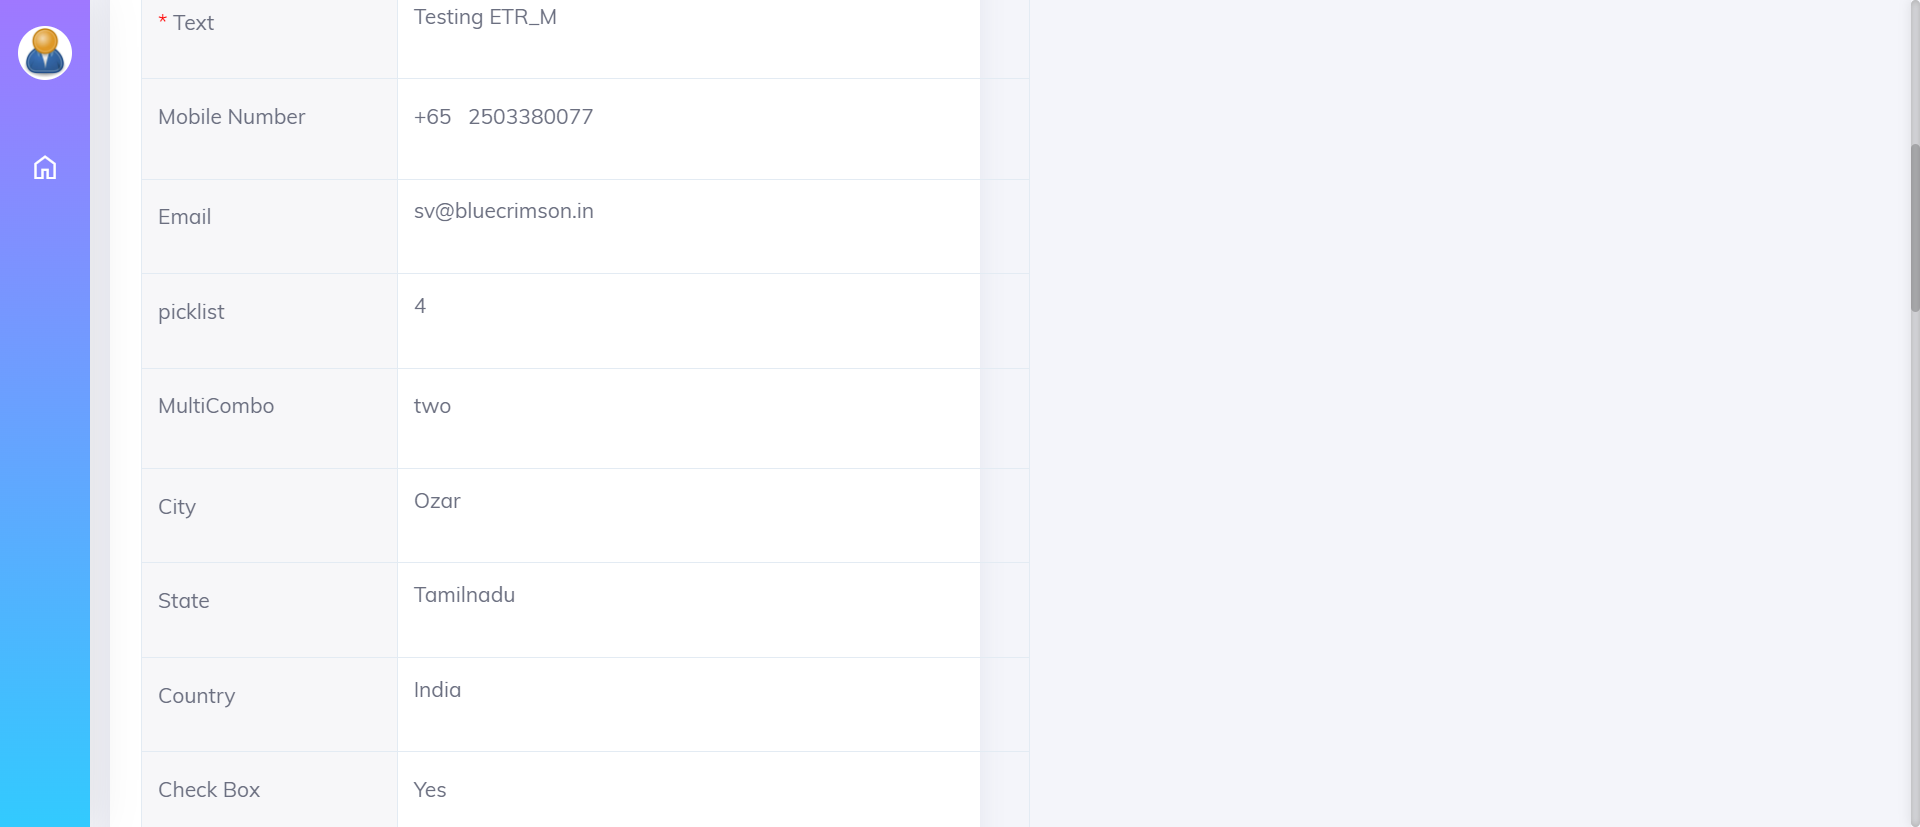 * Text
Testing ETR_M
Mobile Number
+65 2503380077
Email
sv@bluecrimson.in
picklist
4
MultiCombo
two
City
Ozar
State
Tamilnadu
Country
India
Check Box
Yes